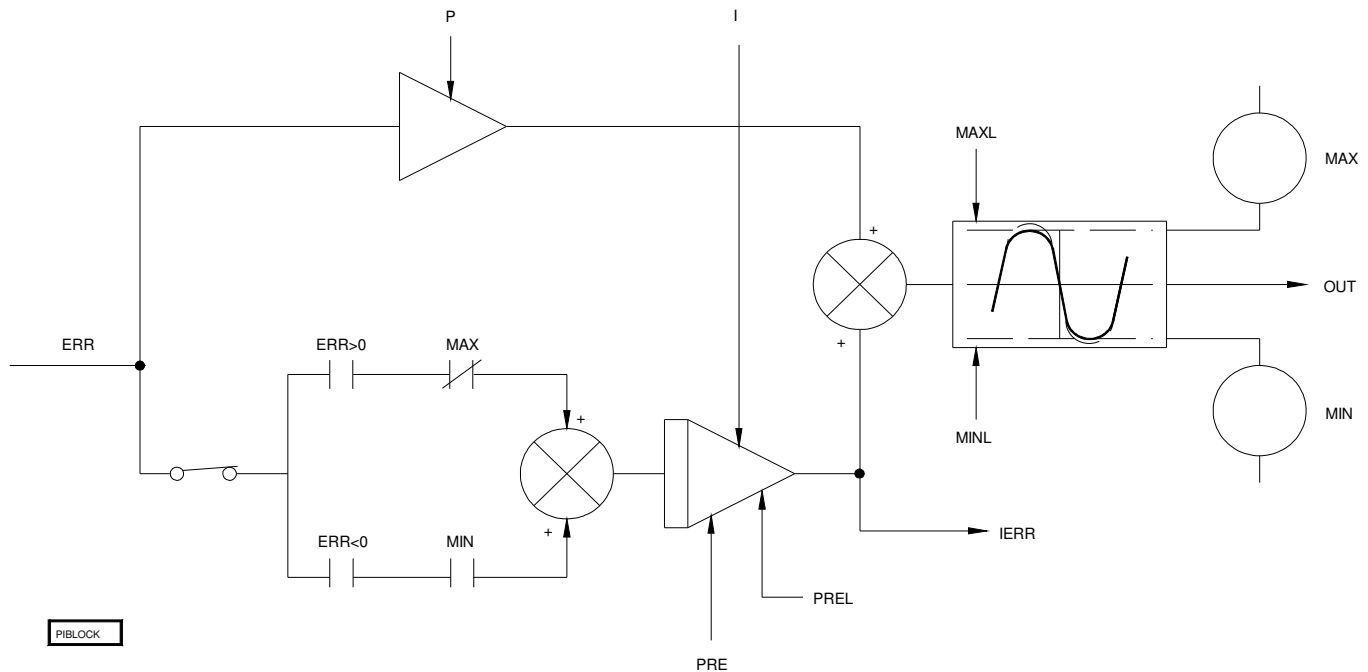 P
I
MAXL
MAX
+
OUT
ERR
ERR>0
MAX
+
+
MINL
MIN
ERR<0
MIN
+
IERR
PREL
PIBLOCK
PRE